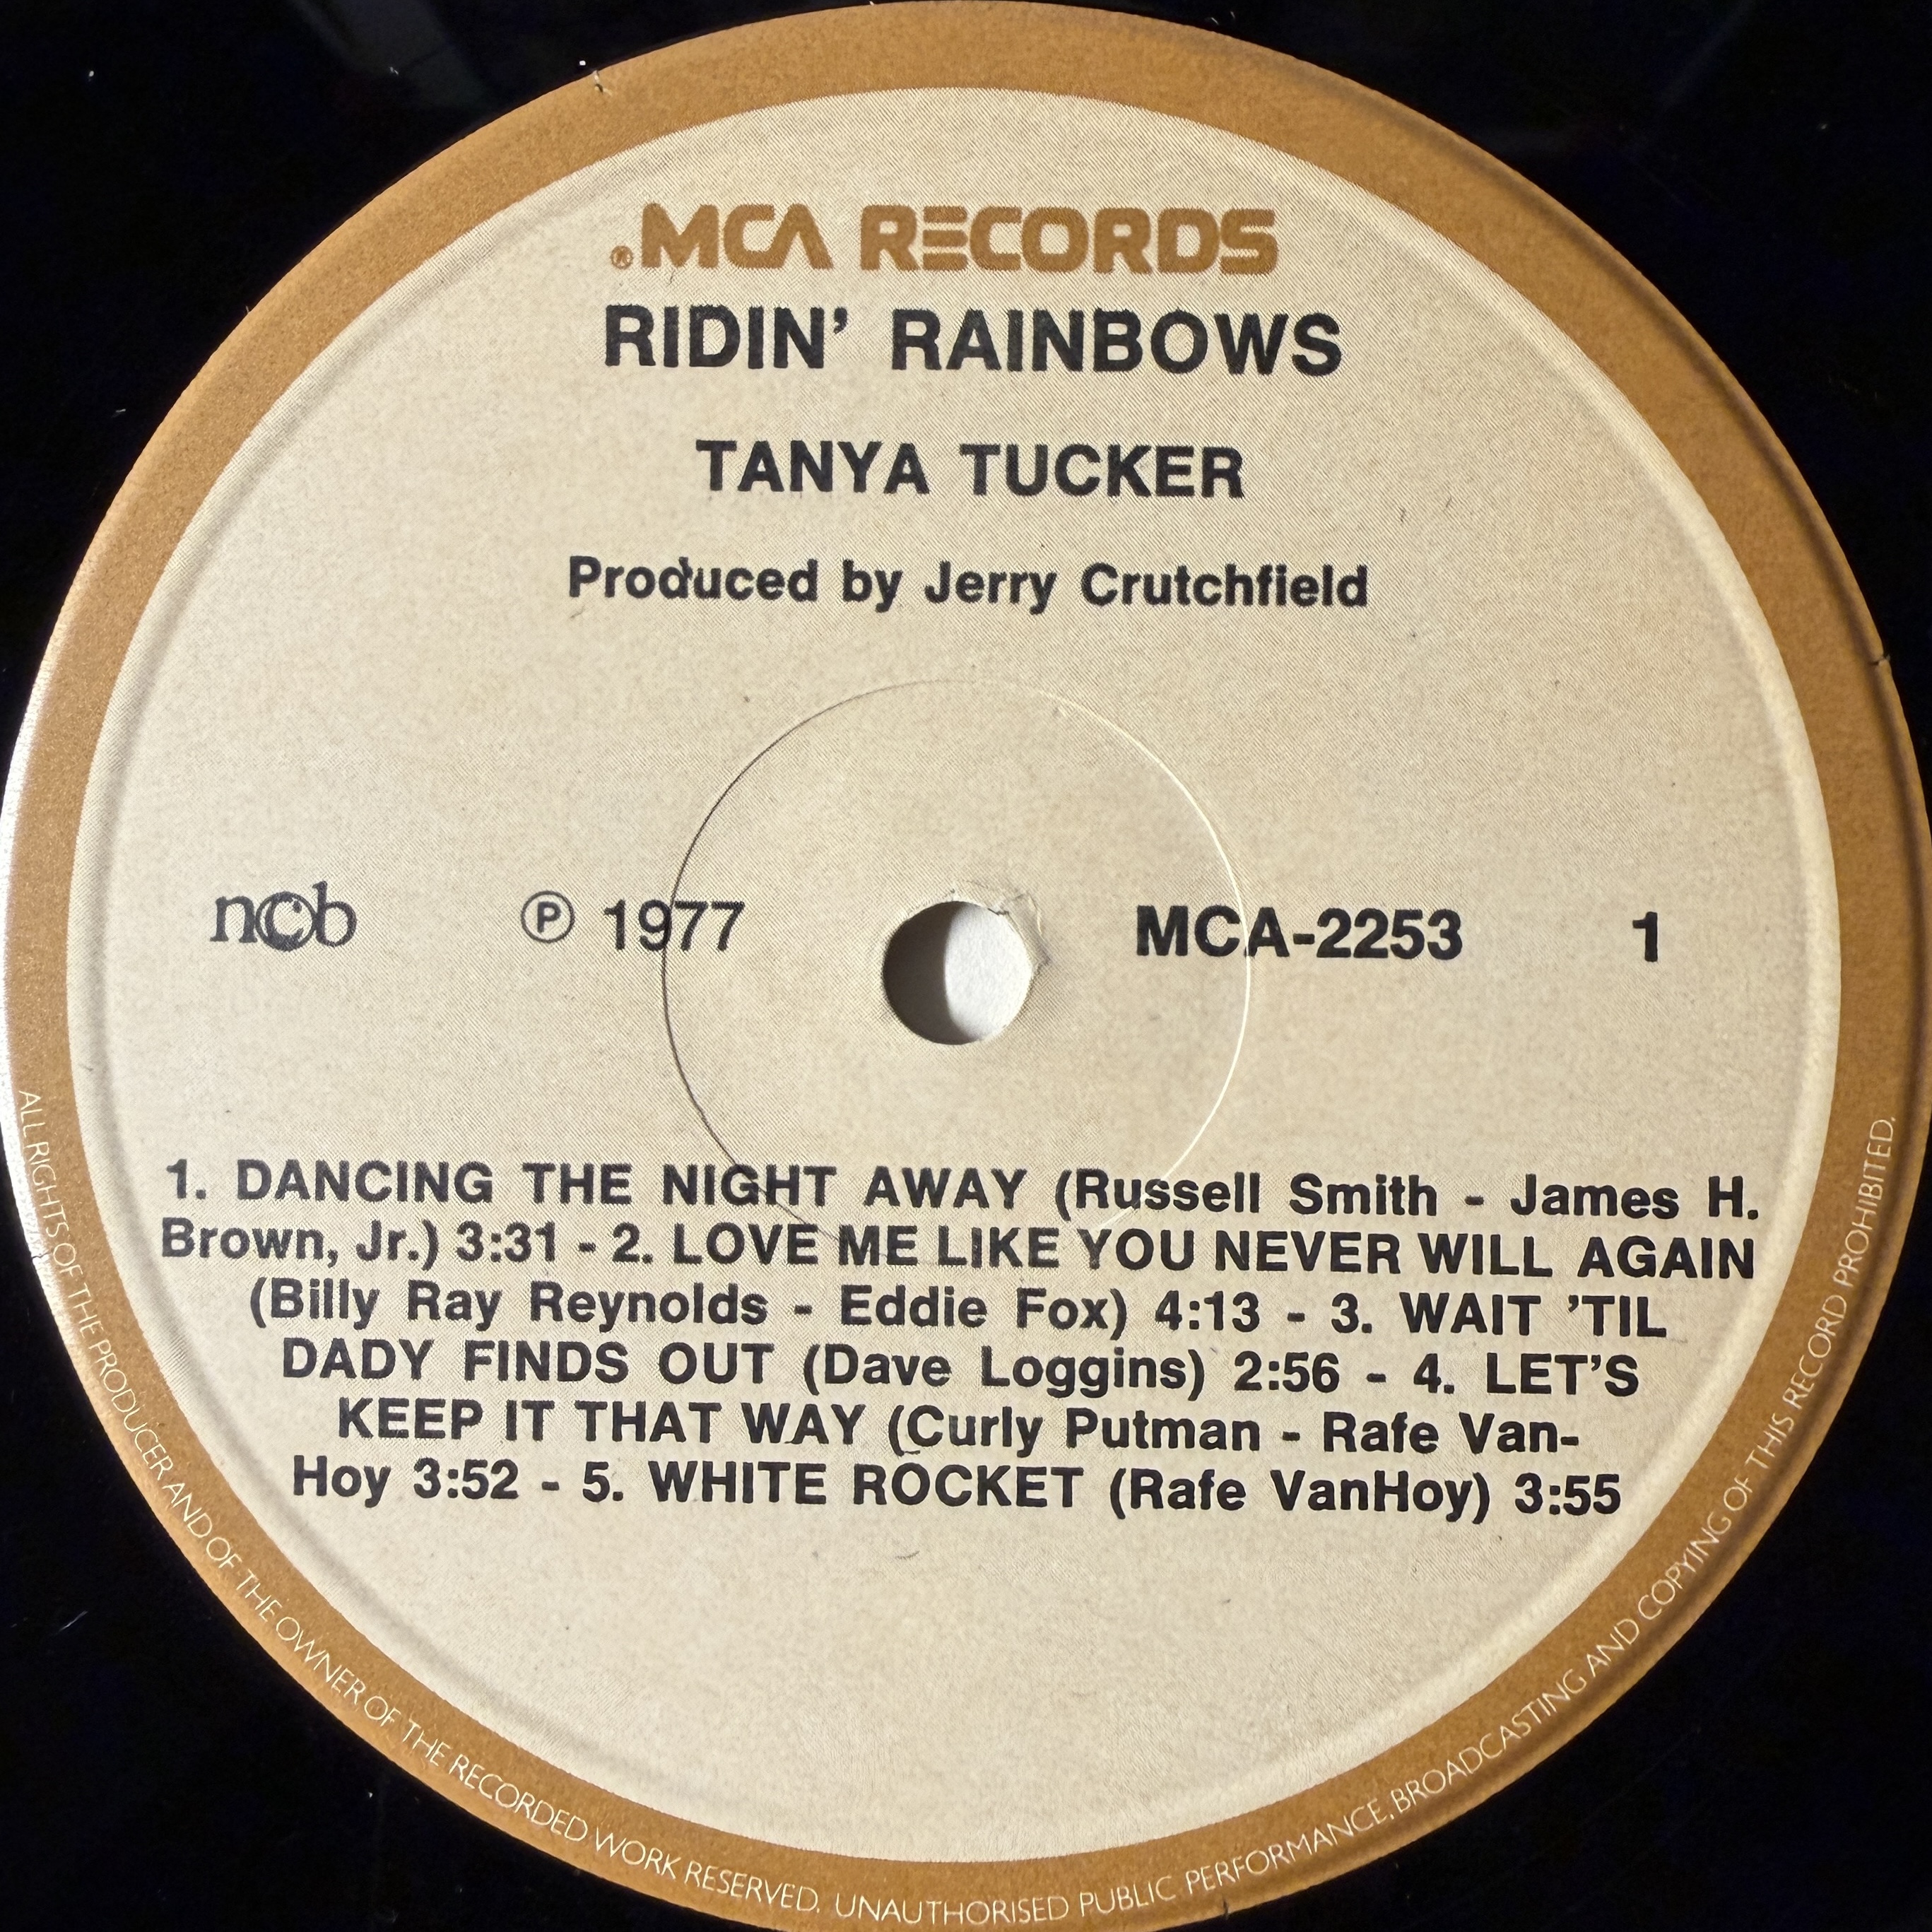 ® MCA RECORDS
RIDIN' RAINBOWS
TANYA TUCKER
Produced by Jerry Crutchfield
ncb ℗ 1977 MCA-2253 1
1. DANCING THE NIGHT AWAY (Russell Smith - James H.
Brown, Jr.) 3:31 - 2. LOVE ME LIKE YOU NEVER WILL AGAIN
(Billy Ray Reynolds - Eddie Fox) 4:13 - 3. WAIT 'TIL
DADY FINDS OUT (Dave Loggins) 2:56 - 4. LET'S
KEEP IT THAT WAY (Curly Putman - Rafe Van-
Hoy 3:52 - 5. WHITE ROCKET (Rafe VanHoy) 3:55
ALL RIGHTS OF THE PRODUCER AND OF THE OWNER OF THE RECORDED WORK RESERVED. UNAUTHORISED PUBLIC PERFORMANCE, BROADCASTING AND COPYING OF THIS RECORD PROHIBITED.